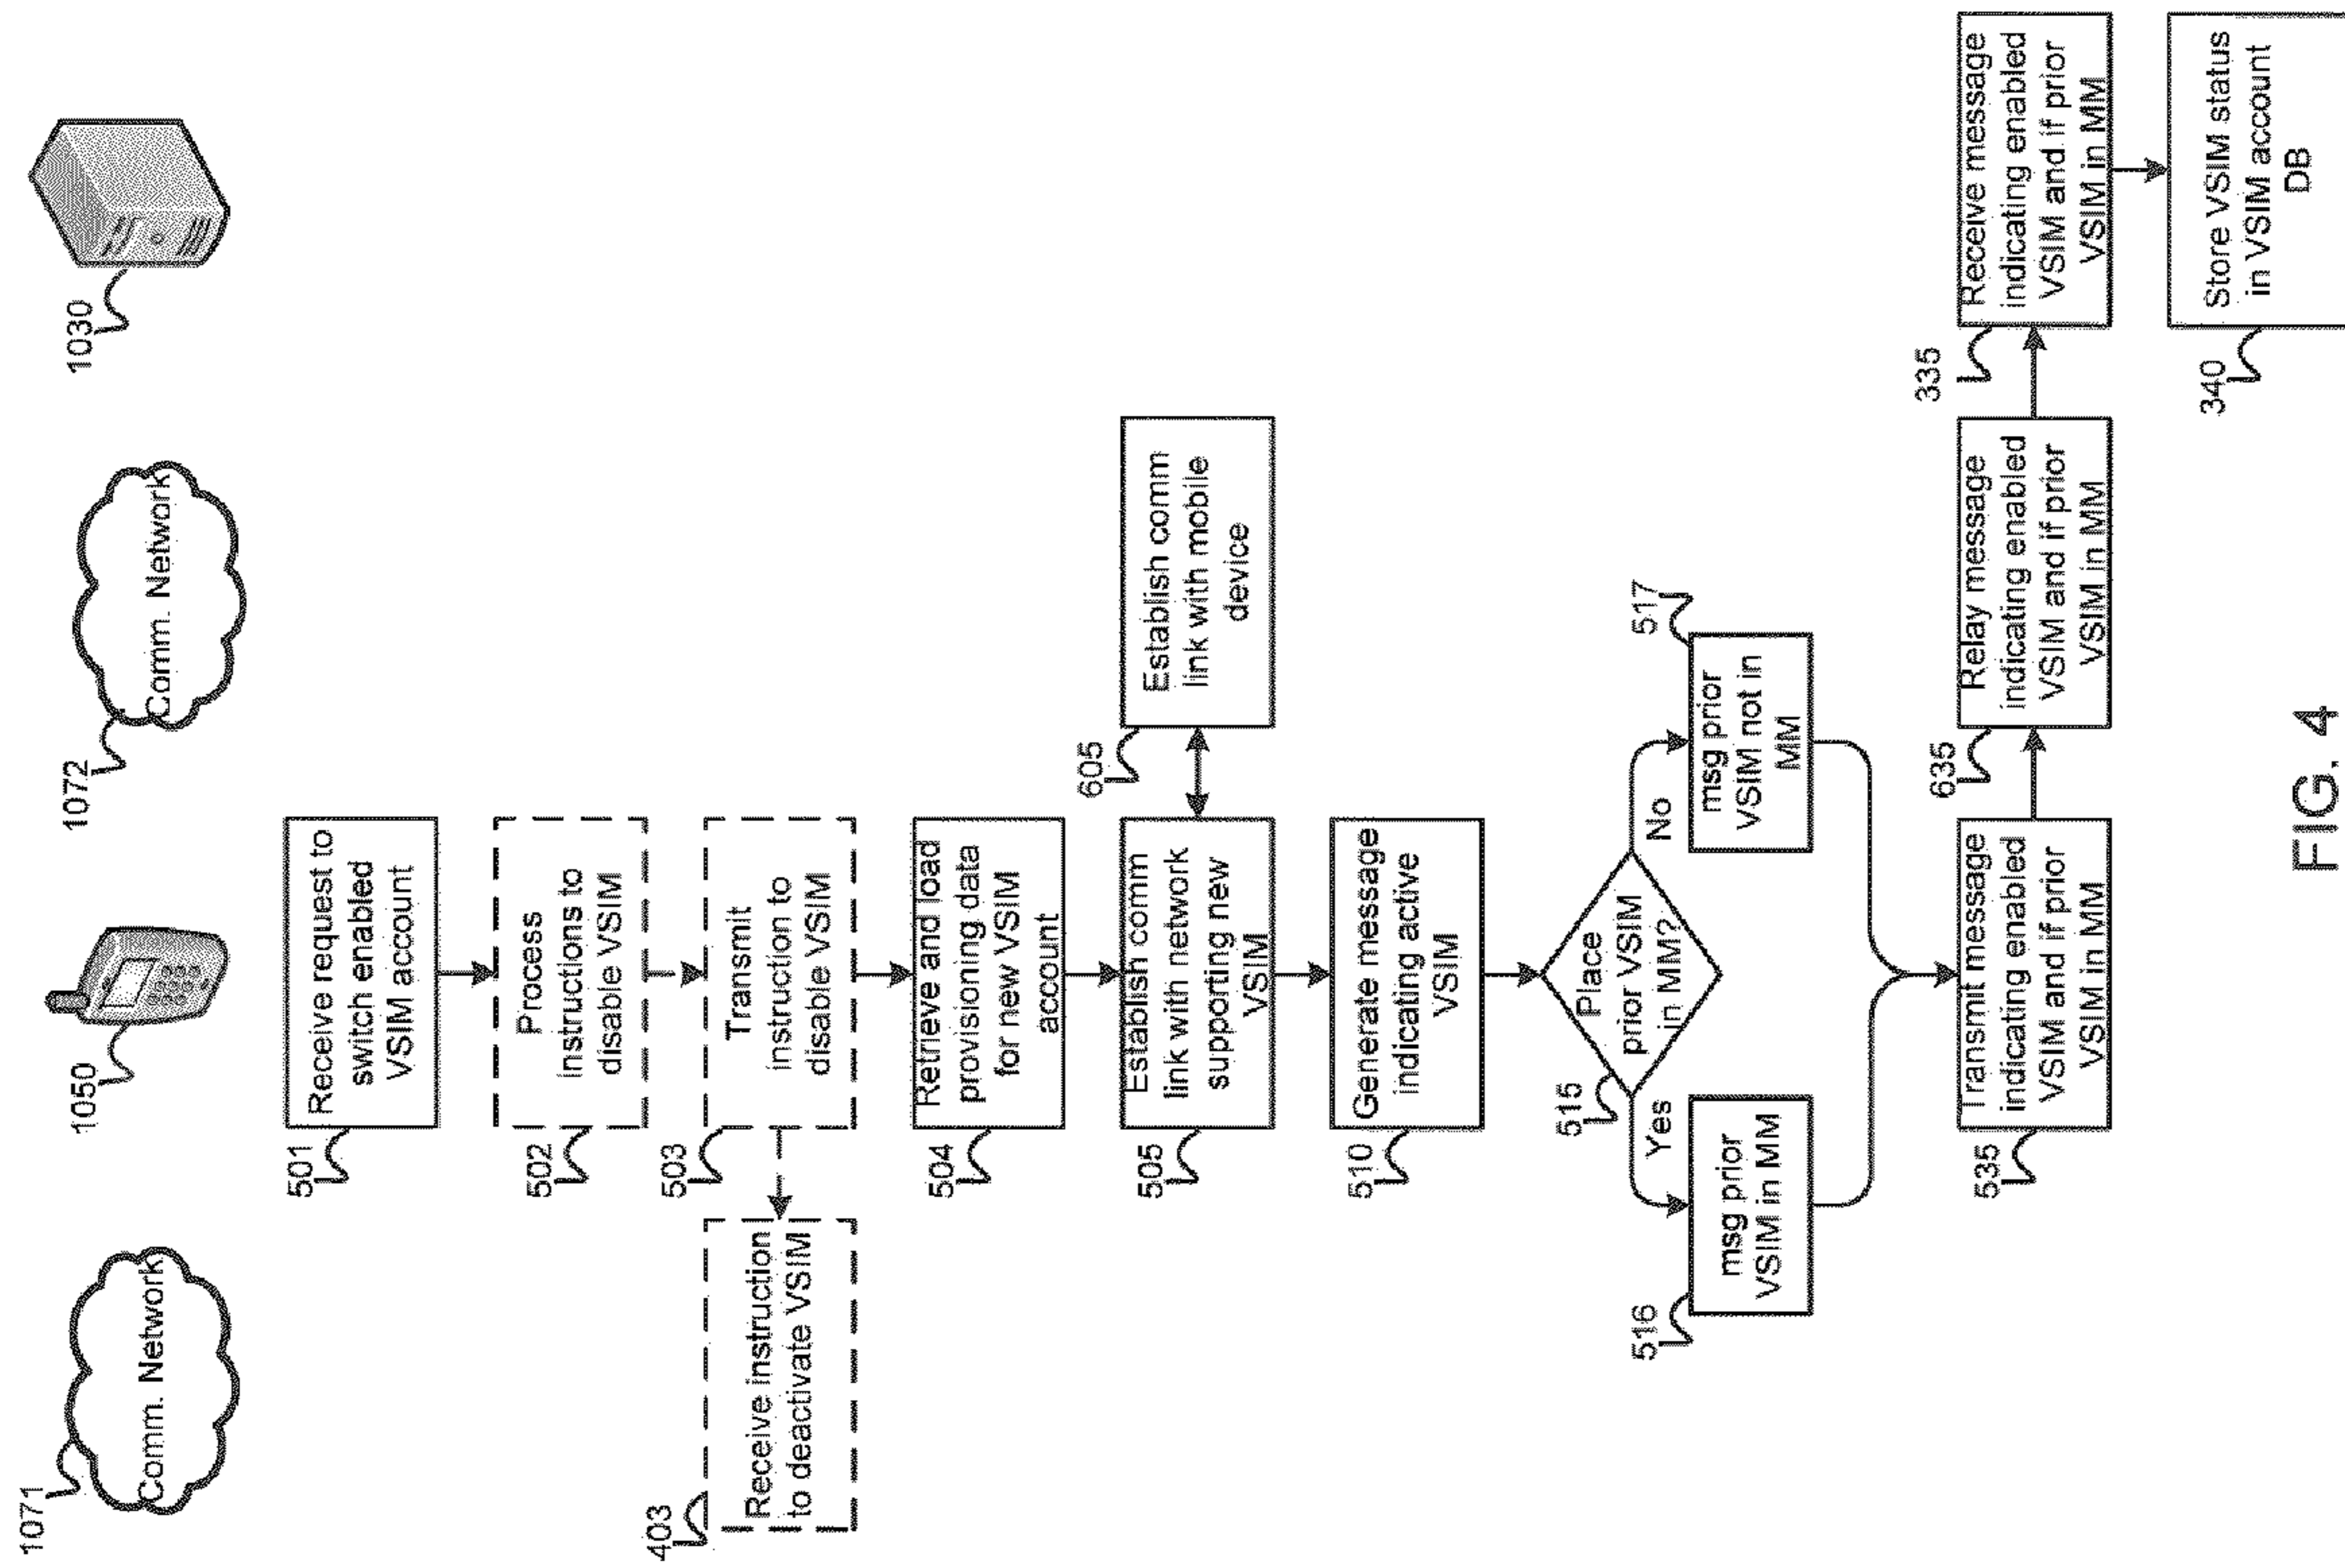 1071
Comm. Network
1050
1072
Comm. Network
1030
501
Receive request to
switch enabled
VSIM account
502
Process
instructions to
disable VSIM
503
Transmit
instruction to
disable VSIM
403
Receive instruction
to deactivate VSIM
504
Retrieve and load
provisioning data
for new VSIM
account
505
Establish comm
link with network
supporting new
VSIM
605
Establish comm
link with mobile
device
510
Generate message
indicating active
VSIM
515
Place
prior VSIM
in MM?
Yes
No
516
msg prior
VSIM in MM
517
msg prior
VSIM not in
MM
535
Transmit message
indicating enabled
VSIM and if prior
VSIM in MM
635
Relay message
indicating enabled
VSIM and if prior
VSIM in MM
335
Receive message
indicating enabled
VSIM and if prior
VSIM in MM
340
Store VSIM status
in VSIM account
DB
FIG. 4